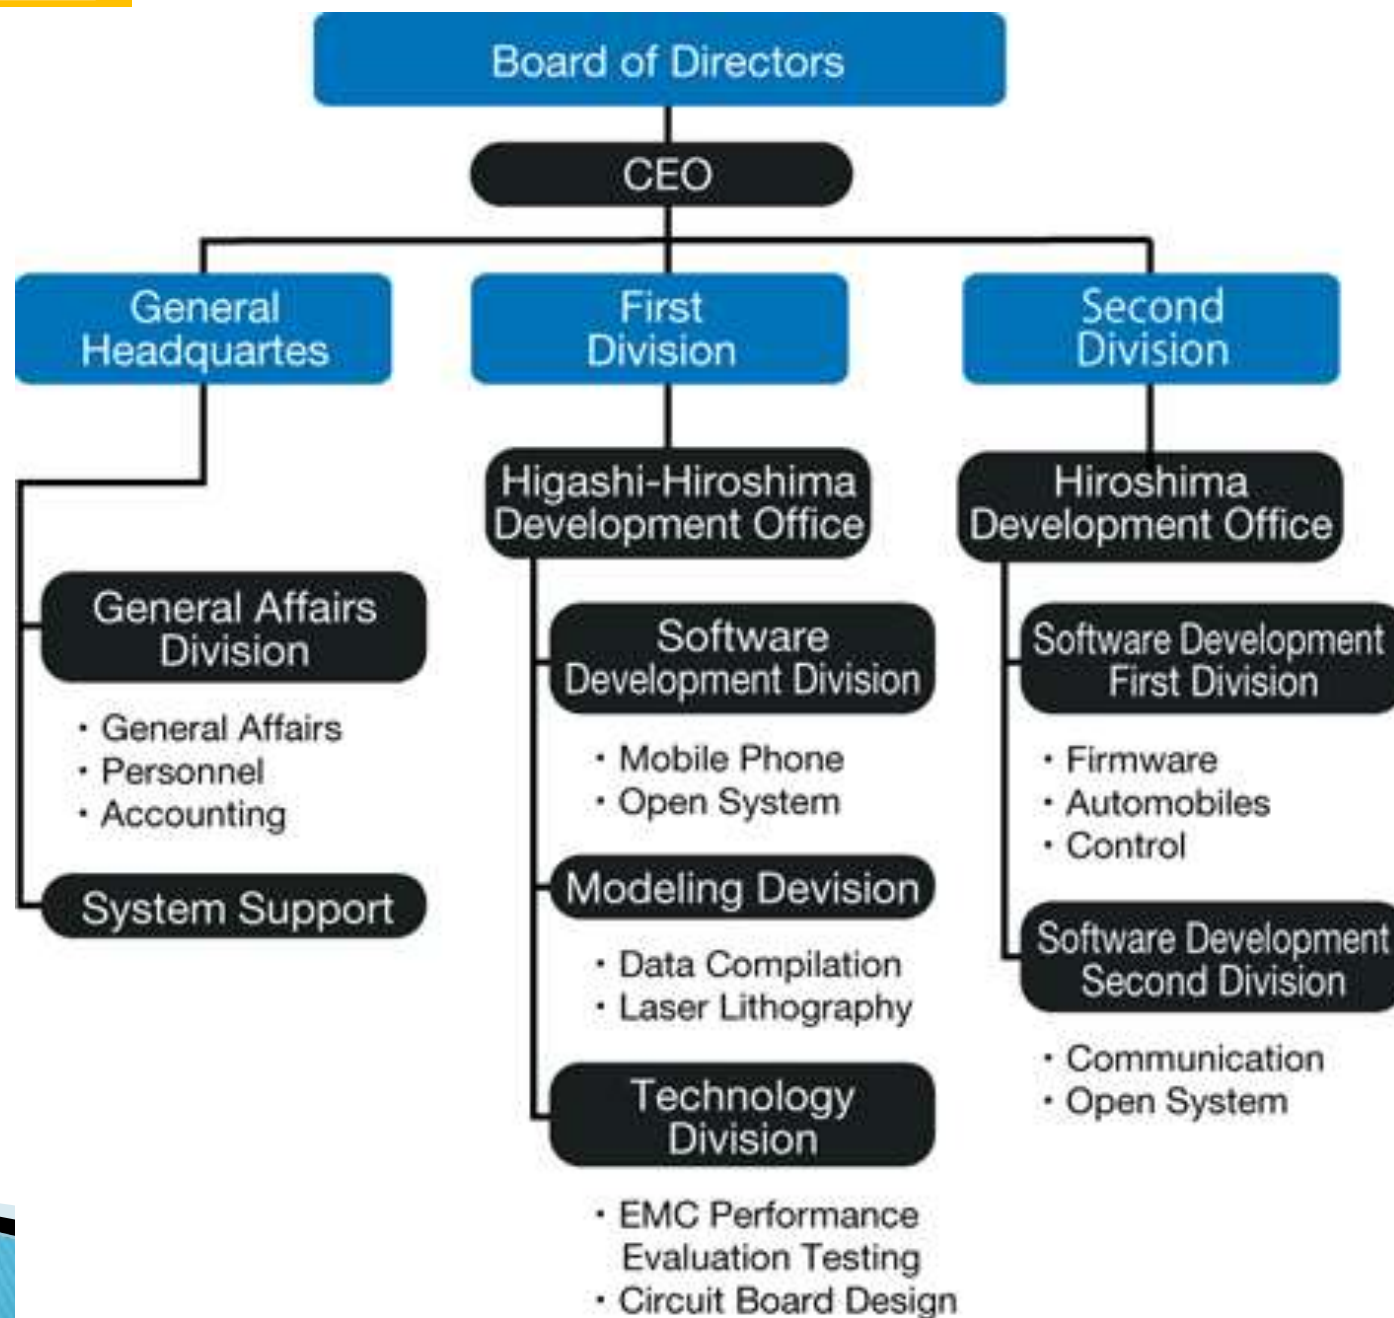 Board of Directors
CEO
General
Headquartes
First
Division
Second
Division
General Affairs
Division
・General Affairs
・Personnel
・Accounting
System Support
Higashi-Hiroshima
Development Office
Software
Development Division
・Mobile Phone
・Open System
Modeling Devision
・Data Compilation
・Laser Lithography
Technology
Division
・EMC Performance
Evaluation Testing
・Circuit Board Design
Hiroshima
Development Office
Software Development
First Division
・Firmware
・Automobiles
・Control
Software Development
Second Division
・Communication
・Open System